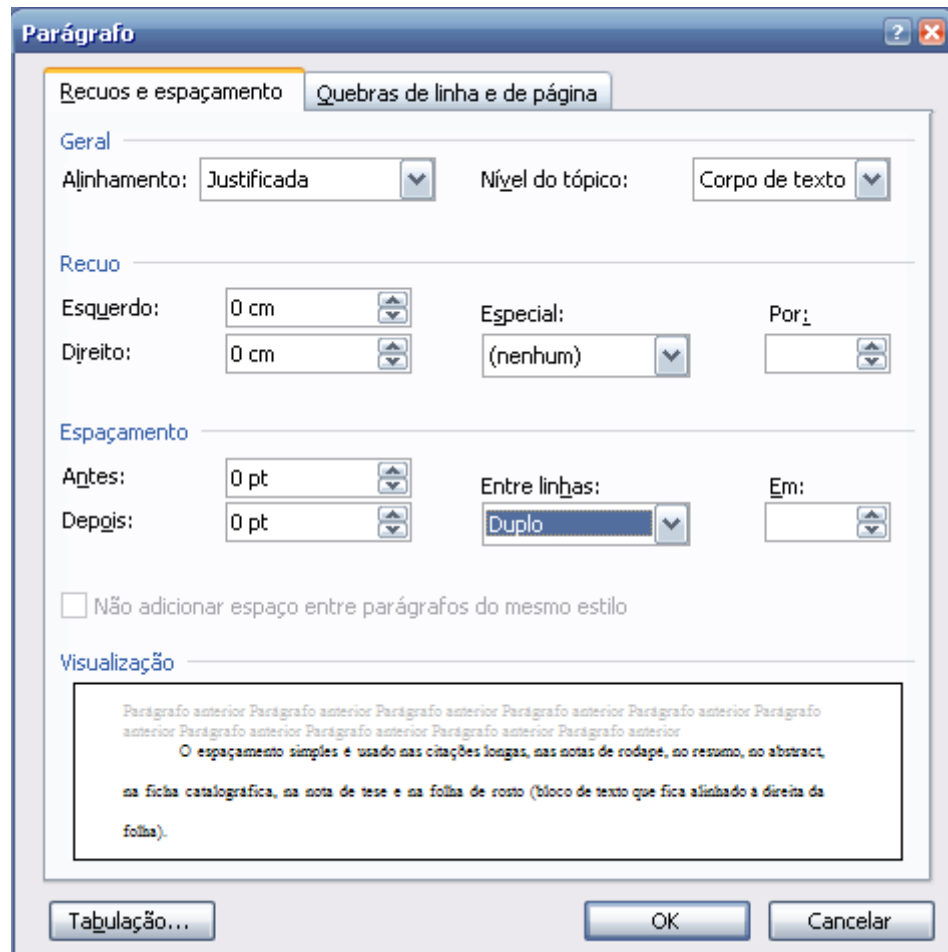 Parágrafo
Recuos e espaçamento Quebras de linha e de página
Geral
Alinhamento: Justificada Nível do tópico: Corpo de texto
Recuo
Esquerdo: 0 cm Especial: Por:
Direito: 0 cm (nenhum)
Espaçamento
Antes: 0 pt Entre linhas: Em:
Depois: 0 pt Duplo
Não adicionar espaço entre parágrafos do mesmo estilo
Visualização
Parágrafo anterior Parágrafo anterior Parágrafo anterior Parágrafo anterior Parágrafo anterior Parágrafo
anterior Parágrafo anterior Parágrafo anterior Parágrafo anterior Parágrafo anterior
O espaçamento simples é usado nas citações longas, nas notas de rodapé, no resumo, no abstract,
na ficha catalográfica, na nota de tese e na folha de rosto (bloco de texto que fica alinhado à direita da
folha).
Tabulação... OK Cancelar